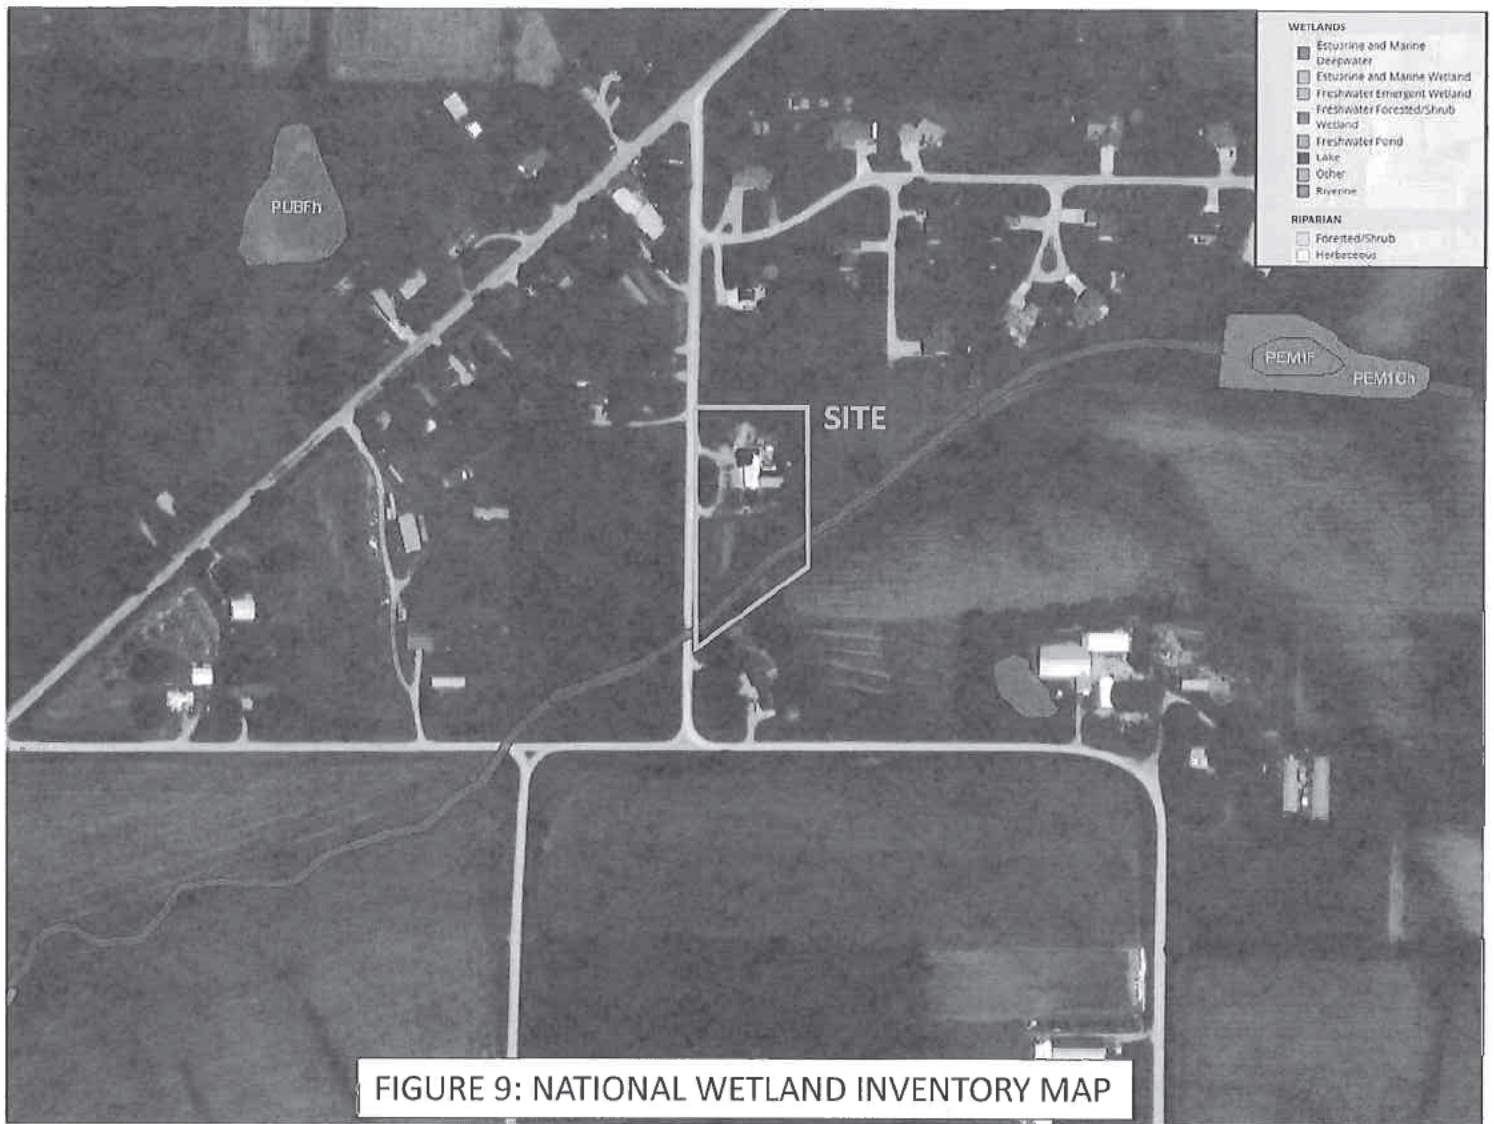 WETLANDS
Estuarine and Marine
Deepwater
Estuarine and Marine Wetland
Freshwater Emergent Wetland
Freshwater Forested/Shrub
Wetland
Freshwater Pond
Lake
Other
Riverine
RIPARIAN
Forested/Shrub
Herbaceous
PUBFh
PEM1F
PEM1Ch
SITE
FIGURE 9: NATIONAL WETLAND INVENTORY MAP